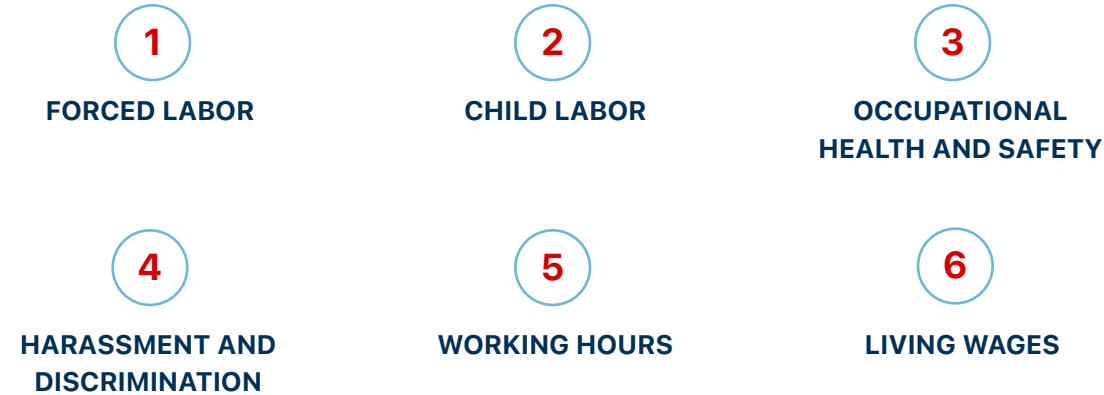 1
FORCED LABOR
2
CHILD LABOR
3
OCCUPATIONAL
HEALTH AND SAFETY
4
HARASSMENT AND
DISCRIMINATION
5
WORKING HOURS
6
LIVING WAGES